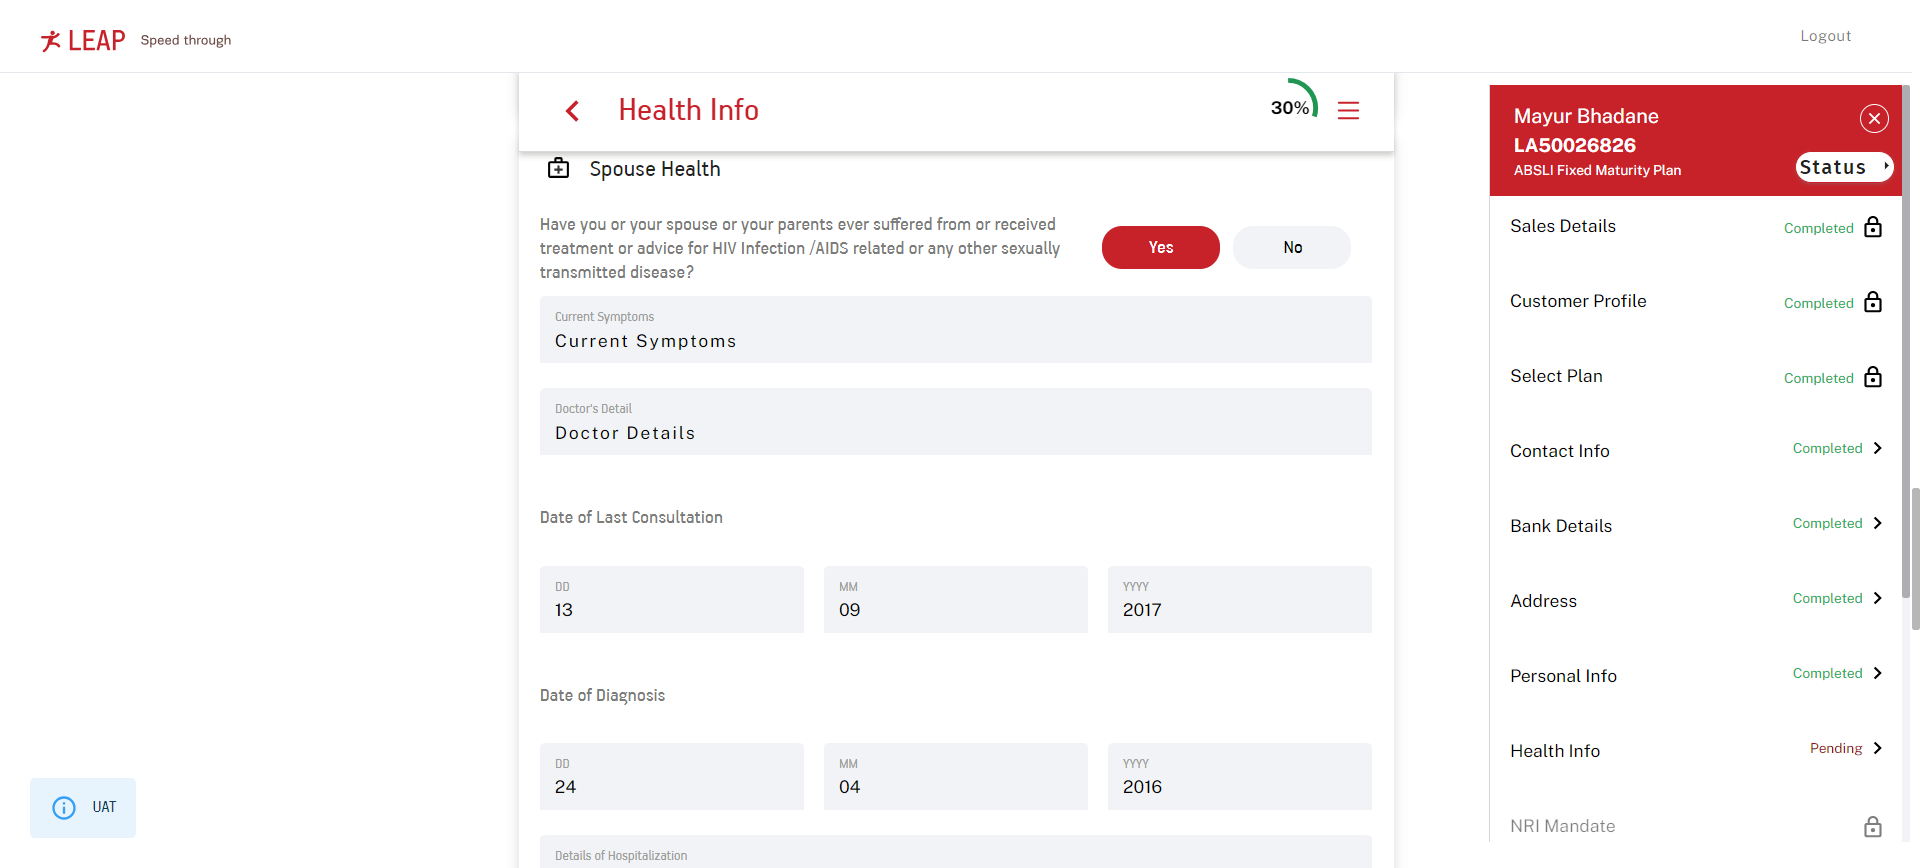 LEAP Speed through
Logout
Health Info
30%
Spouse Health
Have you or your spouse or your parents ever suffered from or received
treatment or advice for HIV Infection /AIDS related or any other sexually
transmitted disease?
Yes
No
Current Symptoms
Current Symptoms
Doctor's Detail
Doctor Details
Date of Last Consultation
DD
13
MM
09
YYYY
2017
Date of Diagnosis
DD
24
MM
04
YYYY
2016
Details of Hospitalization
Mayur Bhadane
LA50026826
ABSLI Fixed Maturity Plan
Status
Sales Details Completed
Customer Profile Completed
Select Plan Completed
Contact Info Completed
Bank Details Completed
Address Completed
Personal Info Completed
Health Info Pending
NRI Mandate
UAT